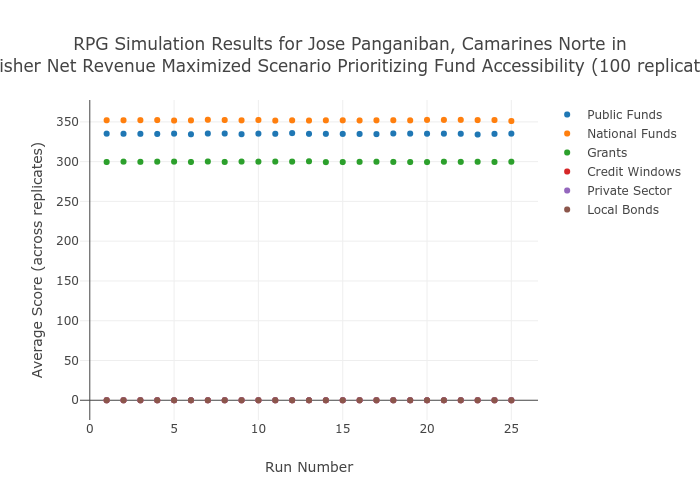 RPG Simulation Results for Jose Panganiban, Camarines Norte in
isher Net Revenue Maximized Scenario Prioritizing Fund Accessibility (100 replicat
Average Score (across replicates)
350
300
250
200
150
100
50
0
0 5 10 15 20 25
Run Number
Public Funds
National Funds
Grants
Credit Windows
Private Sector
Local Bonds